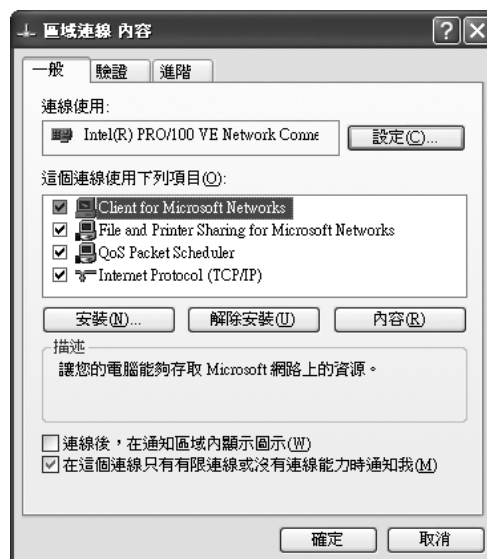 區域連線 內容
一般 驗證 進階
連線使用:
Intel(R) PRO/100 VE Network Conne 設定(C)...
這個連線使用下列項目(O):
Client for Microsoft Networks
File and Printer Sharing for Microsoft Networks
QoS Packet Scheduler
Internet Protocol (TCP/IP)
安裝(N)... 解除安裝(U) 內容(R)
描述
讓您的電腦能夠存取 Microsoft 網路上的資源。
連線後,在通知區域內顯示圖示(W)
在這個連線只有有限連線或沒有連線能力時通知我(M)
確定 取消